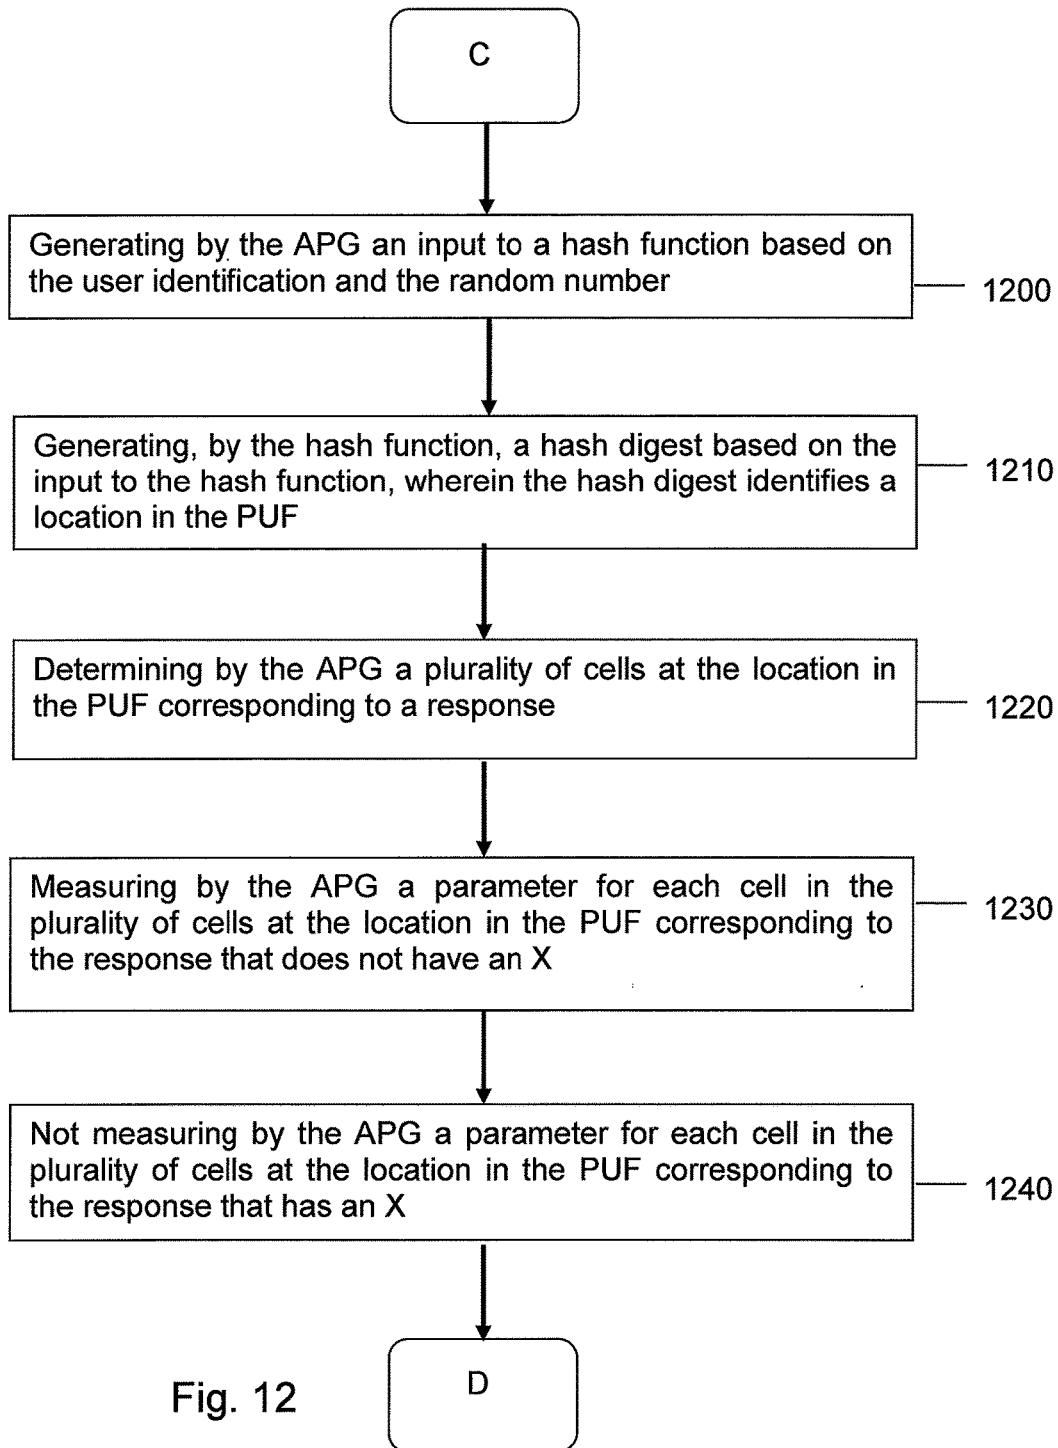 C
Generating by the APG an input to a hash function based on
the user identification and the random number
1200
Generating, by the hash function, a hash digest based on the
input to the hash function, wherein the hash digest identifies a
location in the PUF
1210
Determining by the APG a plurality of cells at the location in
the PUF corresponding to a response
1220
Measuring by the APG a parameter for each cell in the
plurality of cells at the location in the PUF corresponding to
the response that does not have an X
1230
Not measuring by the APG a parameter for each cell in the
plurality of cells at the location in the PUF corresponding to
the response that has an X
1240
D
Fig. 12